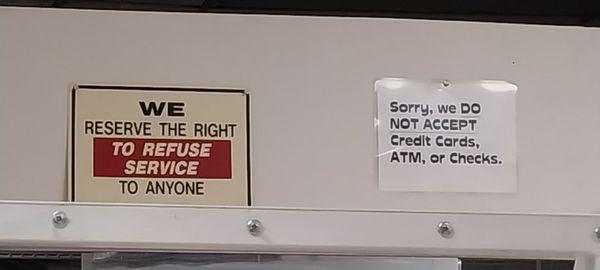 WE
RESERVE THE RIGHT
TO REFUSE
SERVICE
TO ANYONE
Sorry, we DO
NOT ACCEPT
Credit Cards,
ATM, or Checks.